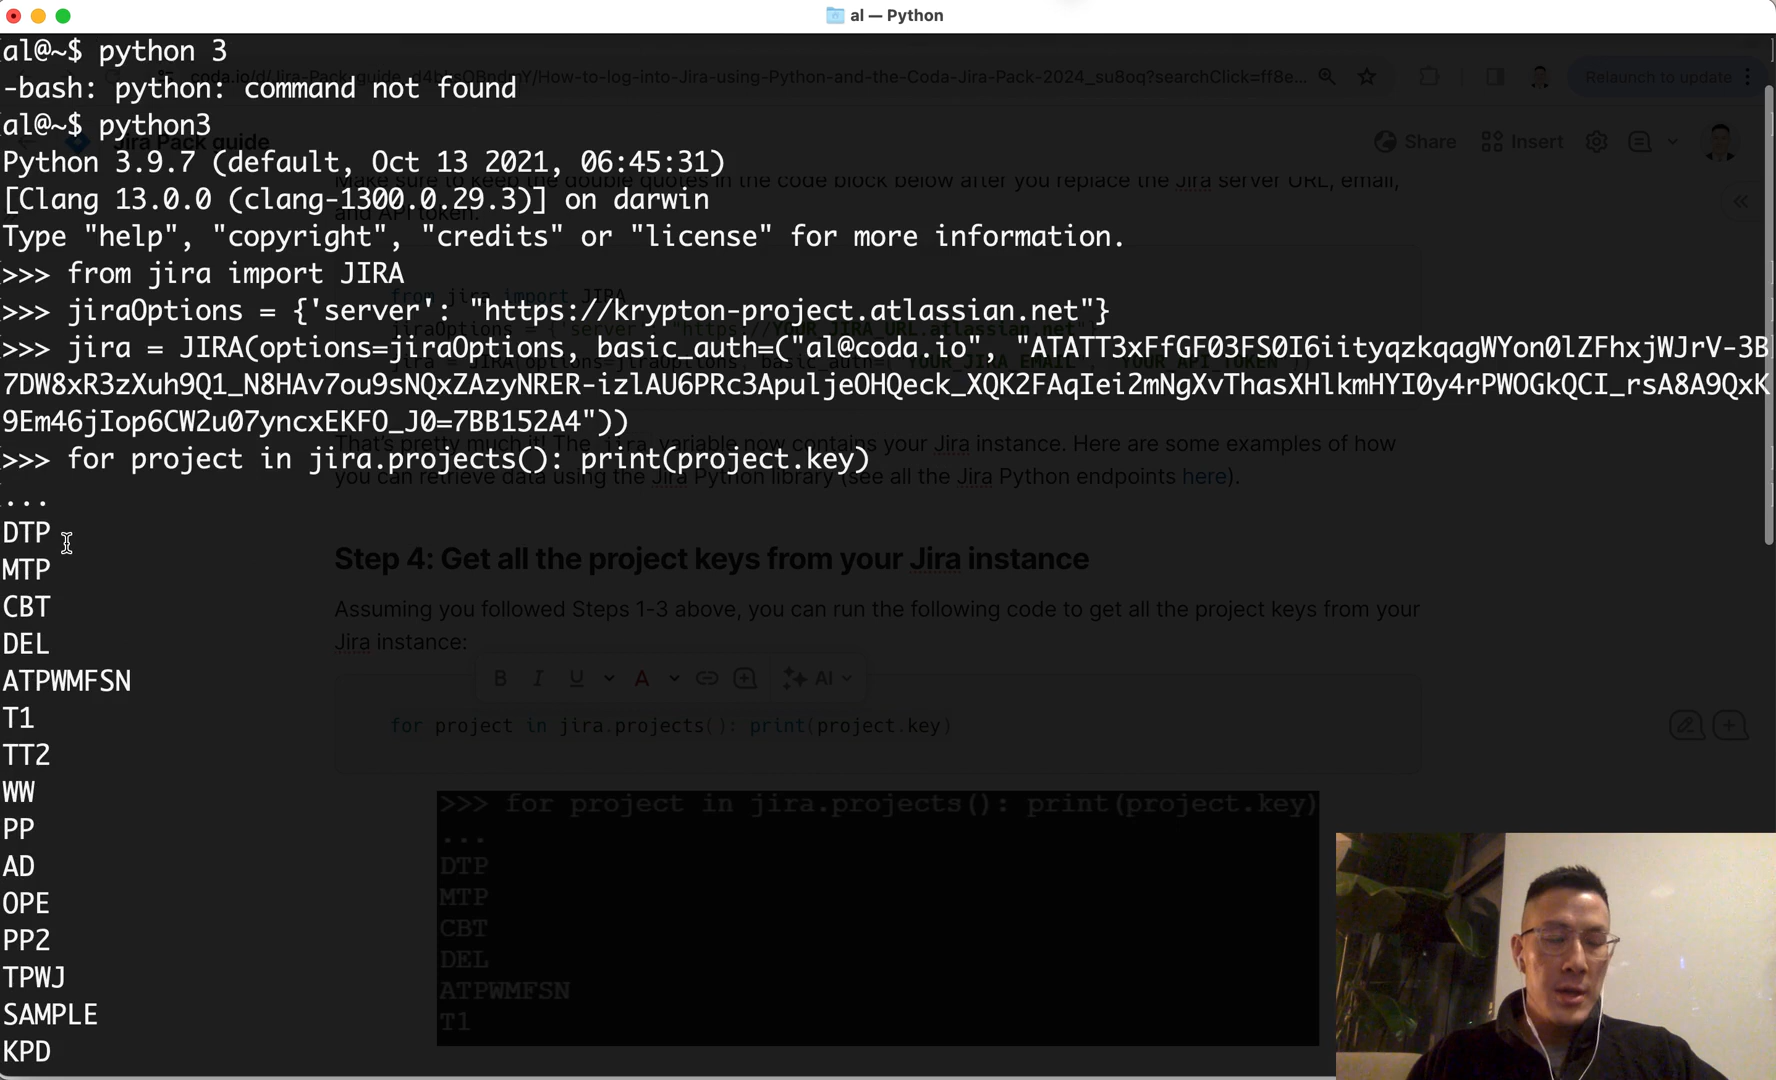 al — Python
al@~$ python 3
-bash: python: command not found
al@~$ python3
Python 3.9.7 (default, Oct 13 2021, 06:45:31)
[Clang 13.0.0 (clang-1300.0.29.3)] on darwin
Type "help", "copyright", "credits" or "license" for more information.
>>> from jira import JIRA
>>> jiraOptions = {'server': "https://krypton-project.atlassian.net"}
>>> jira = JIRA(options=jiraOptions, basic_auth=("al@coda.io", "ATATT3xFfGF03FS0I6iityqzkqagWYon0lZFhxjWJrV-3B
7DW8xR3zXuh9Q1_N8HAv7ou9sNQxZAzyNRER-izlAU6PRc3ApuljeOHQeck_XQK2FAqIei2mNgXvThasXHlkmHYI0y4rPWOGkQCI_rsA8A9QxK
9Em46jIop6CW2u07yncxEKFO_J0=7BB152A4"))
>>> for project in jira.projects(): print(project.key)
...
DTP
MTP
CBT
DEL
ATPWMFSN
T1
TT2
WW
PP
AD
OPE
PP2
TPWJ
SAMPLE
KPD
Relaunch to update
Jira Pack guide
Share
Insert
Make sure to keep the double quotes in the code block below after you replace the Jira server URL, email,
and API token.
from jira import JIRA
jiraOptions = {'server': "https://YOUR_JIRA_URL.atlassian.net"}
jira = JIRA(options=jiraOptions, basic_auth=("YOUR_JIRA_EMAIL", "YOUR_API_TOKEN"))
That's pretty much it! The jira variable now contains your Jira instance. Here are some examples of how
you can retrieve data using the Jira Python library (see all the Jira Python endpoints here).
Step 4: Get all the project keys from your Jira instance
Assuming you followed Steps 1-3 above, you can run the following code to get all the project keys from your
Jira instance:
B I U A AI
for project in jira.projects(): print(project.key)
>>> for project in jira.projects(): print(project.key)
...
DTP
MTP
CBT
DEL
ATPWMFSN
T1